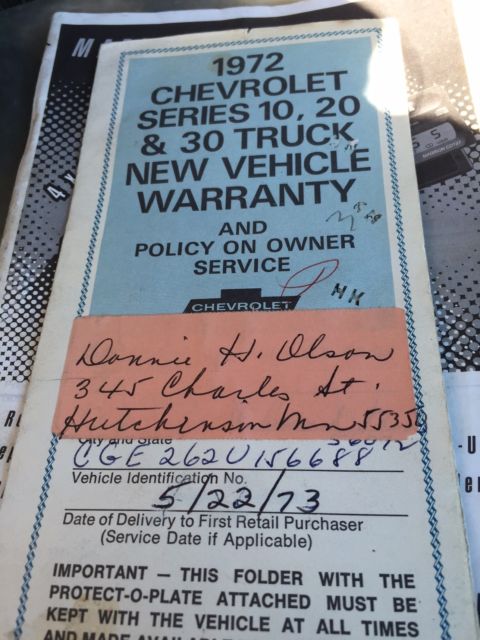 1972
CHEVROLET
SERIES 10, 20
& 30 TRUCK
NEW VEHICLE
WARRANTY
AND
POLICY ON OWNER
SERVICE
HK
CHEVROLET
Donnie H. Olson
345 Charles St.
Hutchinson Mn 55350
City and State
CGE 262U156688
Vehicle Identification No.
5/22/73
Date of Delivery to First Retail Purchaser
(Service Date if Applicable)
IMPORTANT — THIS FOLDER WITH THE
PROTECT-O-PLATE ATTACHED MUST BE
KEPT WITH THE VEHICLE AT ALL TIMES
AND MADE